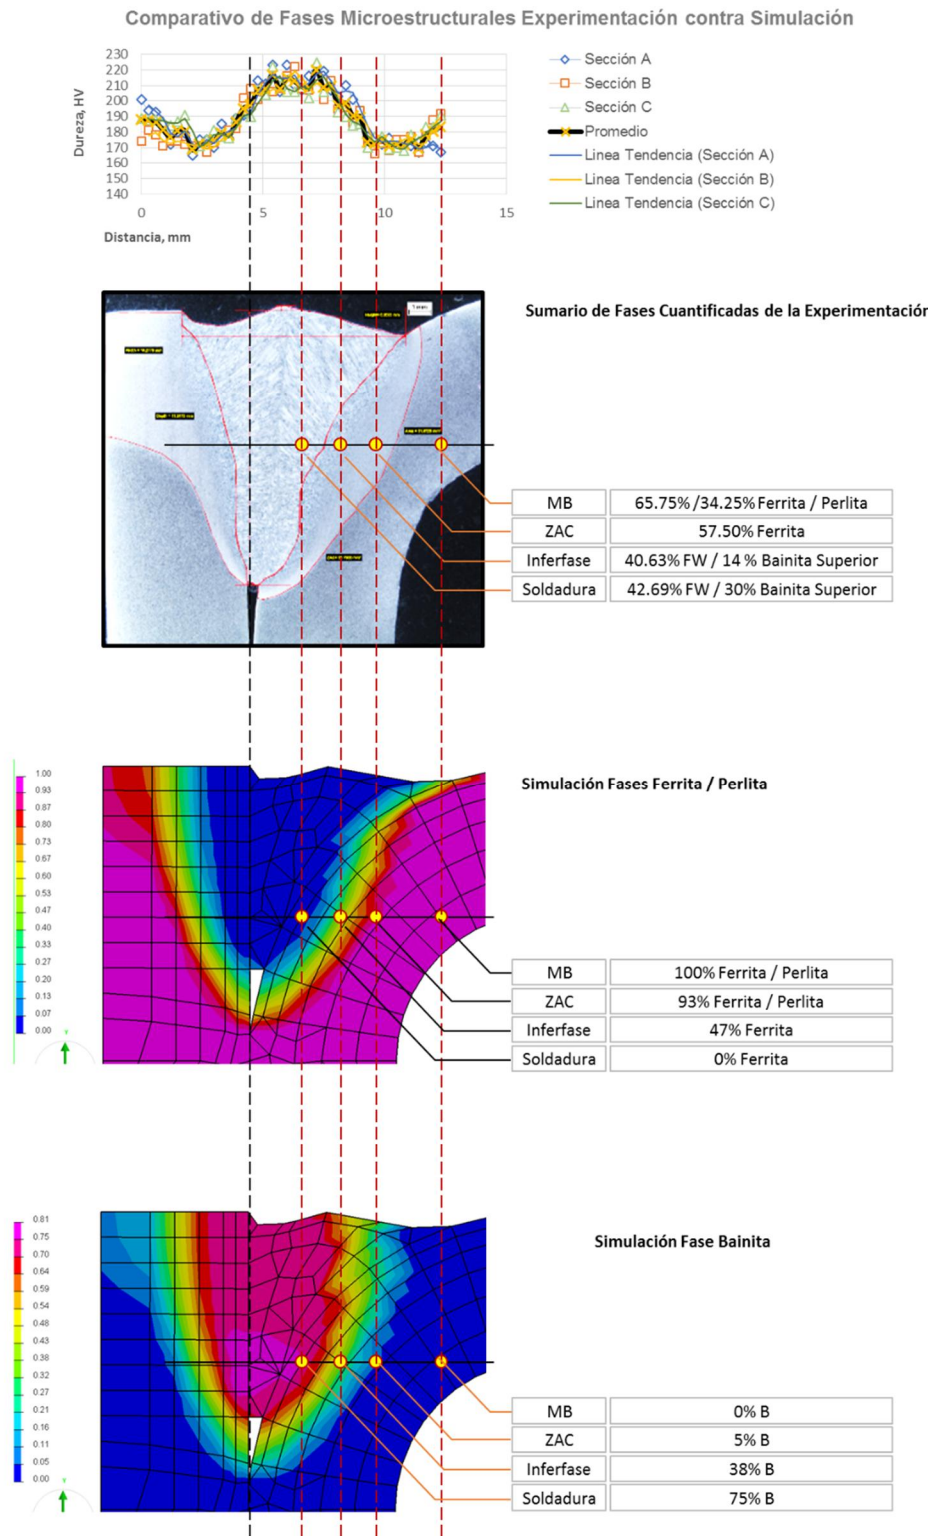 Comparativo de Fases Microestructurales Experimentación contra Simulación
230
220
210
200
190
180
170
160
150
140
Dureza, HV
0 5 10 15
Distancia, mm
Sección A
Sección B
Sección C
Promedio
Linea Tendencia (Sección A)
Linea Tendencia (Sección B)
Linea Tendencia (Sección C)
Sumario de Fases Cuantificadas de la Experimentación
MB 65.75% /34.25% Ferrita / Perlita
ZAC 57.50% Ferrita
Inferfase 40.63% FW / 14 % Bainita Superior
Soldadura 42.69% FW / 30% Bainita Superior
Simulación Fases Ferrita / Perlita
1.00
0.93
0.87
0.80
0.73
0.67
0.60
0.53
0.47
0.40
0.33
0.27
0.20
0.13
0.07
0.00
MB 100% Ferrita / Perlita
ZAC 93% Ferrita / Perlita
Inferfase 47% Ferrita
Soldadura 0% Ferrita
Simulación Fase Bainita
0.81
0.75
0.70
0.64
0.59
0.54
0.48
0.43
0.38
0.32
0.27
0.21
0.16
0.11
0.05
0.00
MB 0% B
ZAC 5% B
Inferfase 38% B
Soldadura 75% B